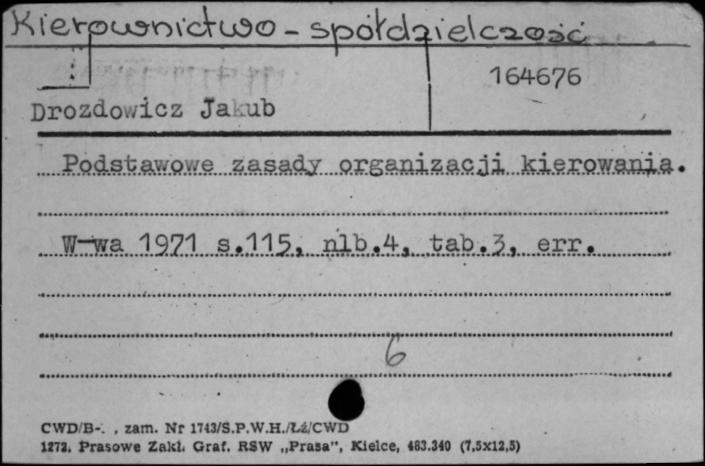 Kierownictwo - spółdzielczość
164676
Drozdowicz Jakub
Podstawowe zasady organizacji kierowania.
W-wa 1971 s.115, nlb.4, tab.3, err.
6
CWD/B-. , zam. Nr 1743/S.P.W.H./Łź/CWD
1272. Prasowe Zakł. Graf. RSW „Prasa”, Kielce, 483.340 (7,5x12,5)